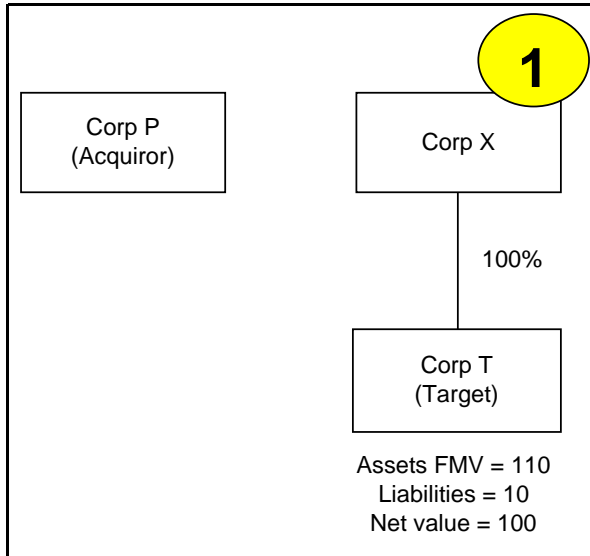 1
Corp P
(Acquiror)
Corp X
100%
Corp T
(Target)
Assets FMV = 110
Liabilities = 10
Net value = 100